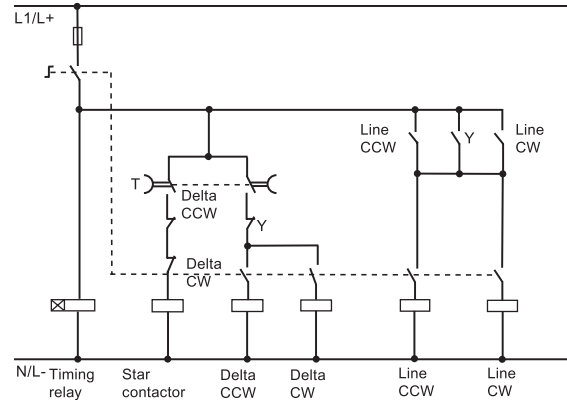 L1/L+
Line
CCW
Y
Line
CW
T
Delta
CCW
Y
Delta
CW
N/L-
Timing
relay
Star
contactor
Delta
CCW
Delta
CW
Line
CCW
Line
CW